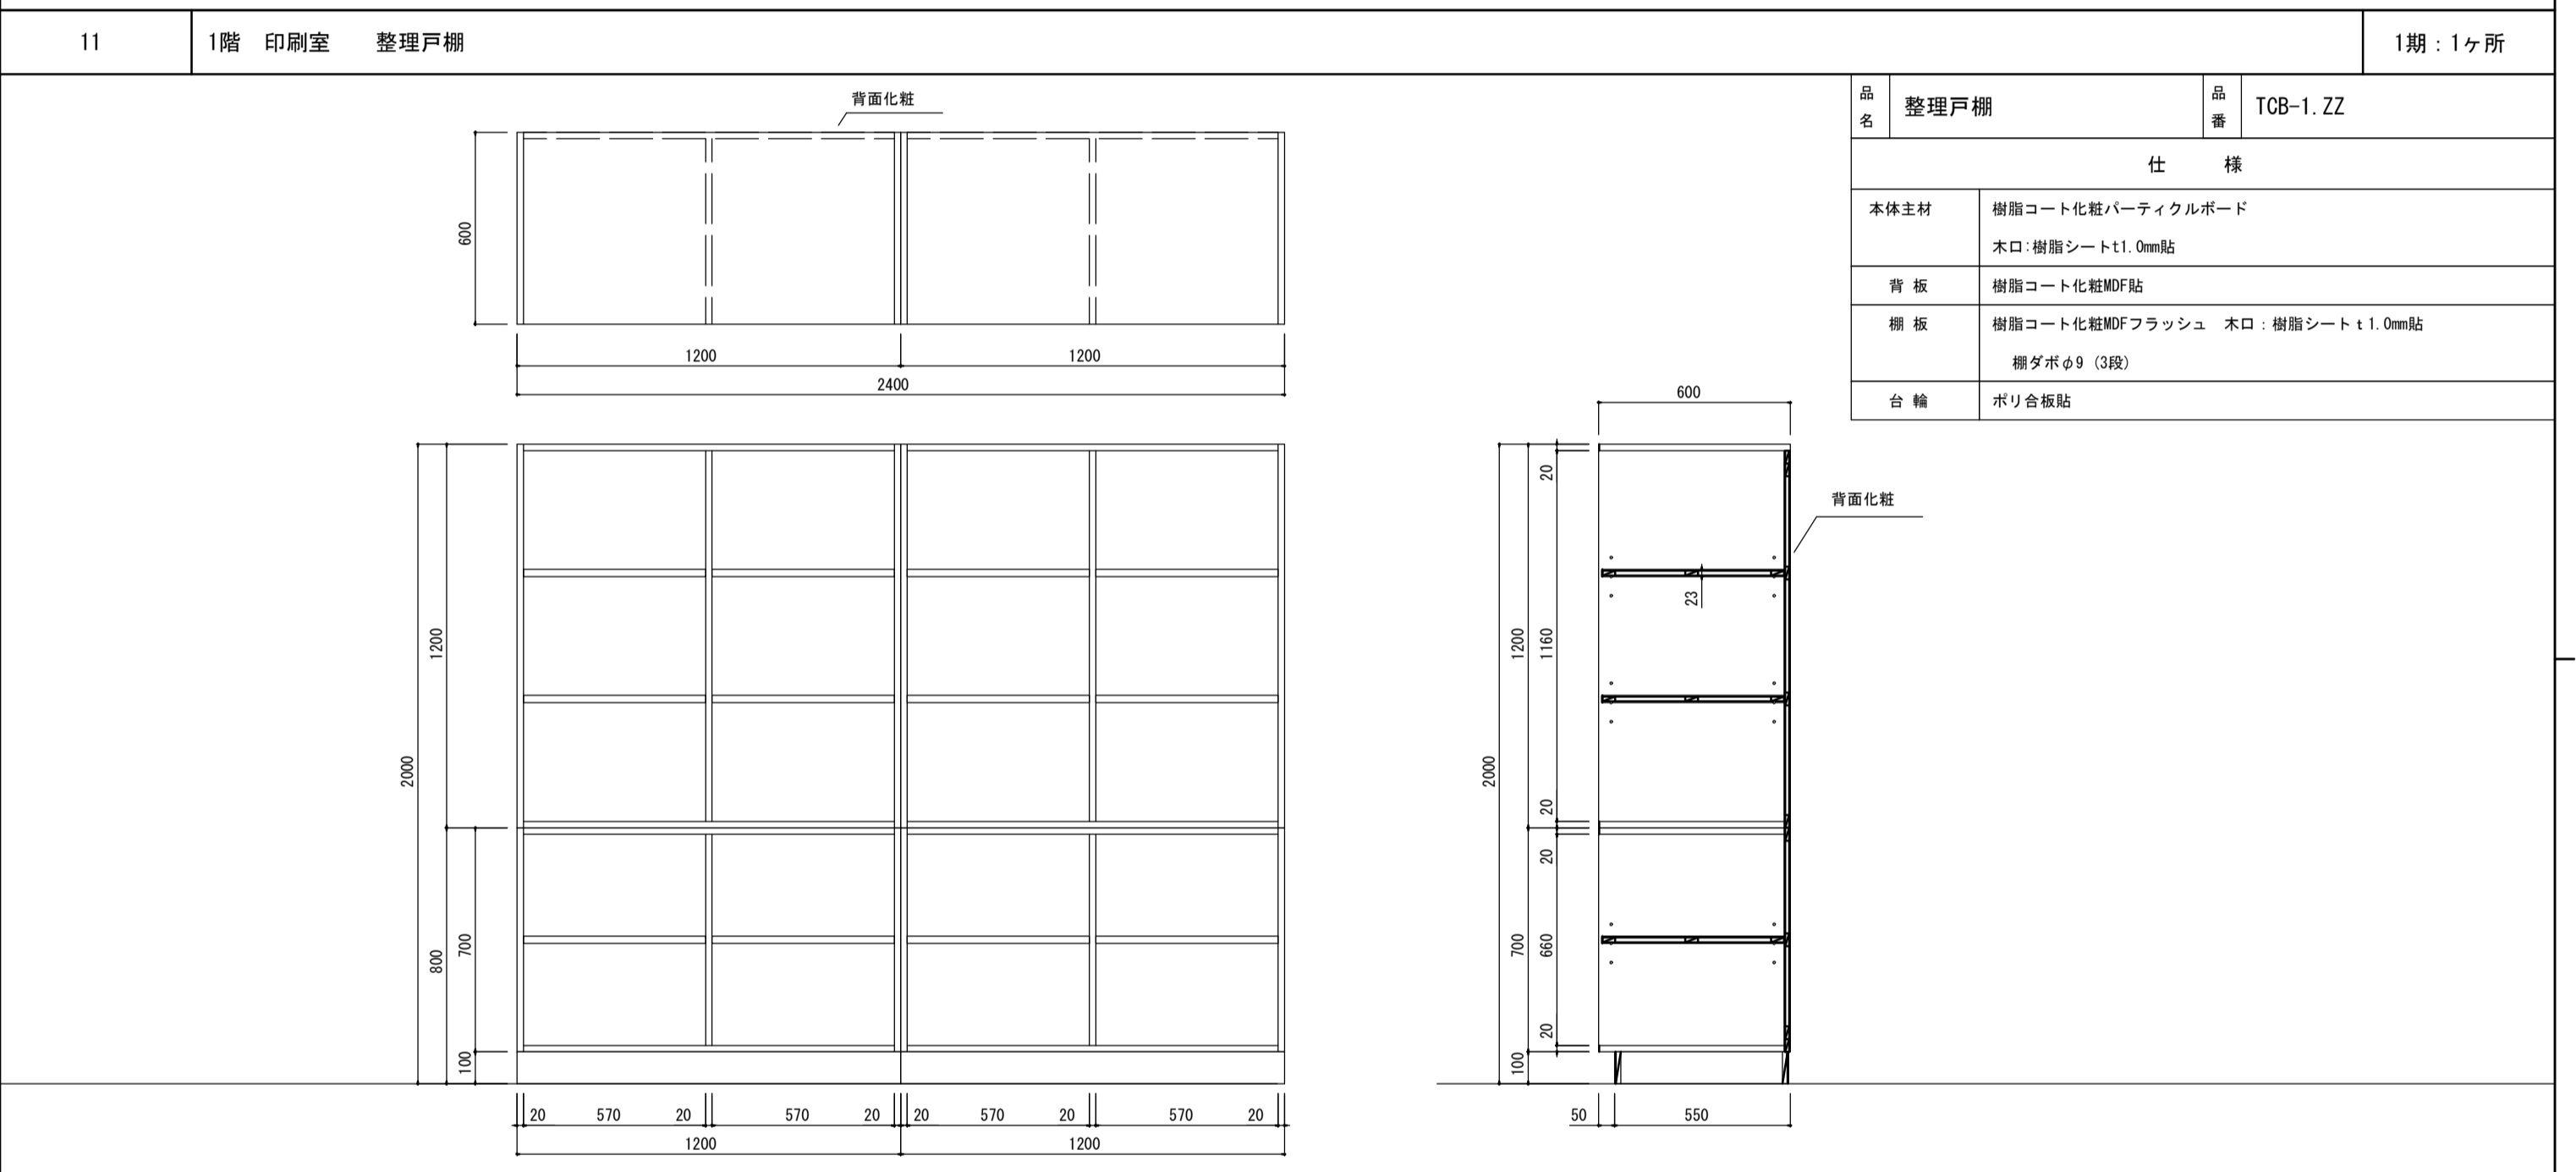 11
1階 印刷室 整理戸棚
1期:1ヶ所
背面化粧
600
1200
1200
2400
品名
整理戸棚
品番
TCB-1.ZZ
仕 様
本体主材
樹脂コート化粧パーティクルボード
木口:樹脂シートt1.0mm貼
背 板
樹脂コート化粧MDF貼
棚 板
樹脂コート化粧MDFフラッシュ 木口:樹脂シートt1.0mm貼
棚ダボφ9 (3段)
台 輪
ポリ合板貼
2000
1200
800
700
100
20 570 20 570 20 20 570 20 570 20
1200 1200
600
2000
1200
700
100
20
1160
20
20
660
20
23
背面化粧
50 550